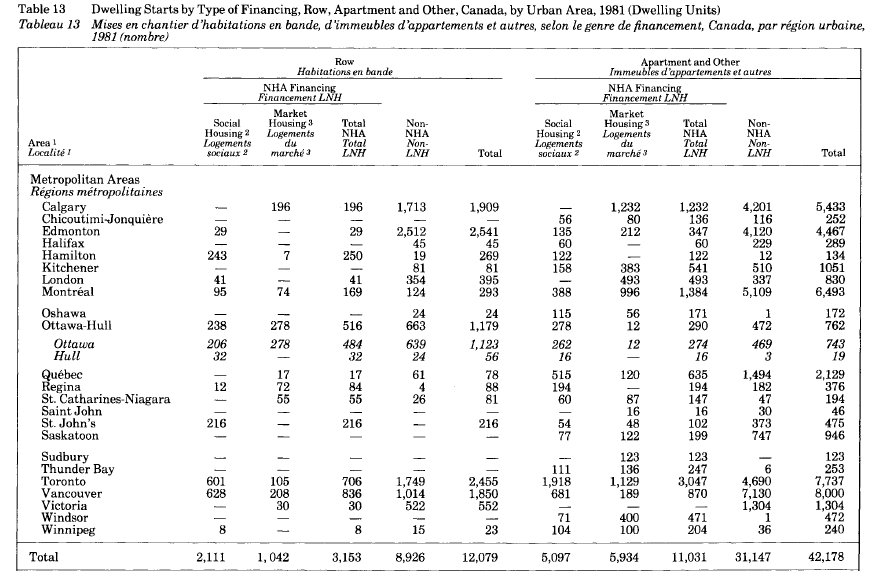 Table 13 Dwelling Starts by Type of Financing, Row, Apartment and Other, Canada, by Urban Area, 1981 (Dwelling Units)
Tableau 13 Mises en chantier d'habitations en bande, d'immeubles d'appartements et autres, selon le genre de financement, Canada, par région urbaine,
1981 (nombre)
Row Apartment and Other
Habitations en bande Immeubles d'appartements et autres
NHA Financing NHA Financing
Financement LNH Financement LNH
Market Market
Social Housing 3 Total Non- Social Housing 3 Total Non-
Housing 2 Logements NHA NHA Housing 2 Logements NHA NHA
Area 1 Logements du Total Non- Logements du Total Non-
Localité 1 sociaux 2 marché 3 LNH LNH Total sociaux 2 marché 3 LNH LNH Total
Metropolitan Areas
Régions métropolitaines
Calgary — 196 196 1,713 1,909 — 1,232 1,232 4,201 5,433
Chicoutimi-Jonquière — — — — — 56 80 136 116 252
Edmonton 29 — 29 2,512 2,541 135 212 347 4,120 4,467
Halifax — — — 45 45 60 — 60 229 289
Hamilton 243 7 250 19 269 122 — 122 12 134
Kitchener — — — 81 81 158 383 541 510 1051
London 41 — 41 354 395 — 493 493 337 830
Montréal 95 74 169 124 293 388 996 1,384 5,109 6,493
Oshawa — — — 24 24 115 56 171 1 172
Ottawa-Hull 238 278 516 663 1,179 278 12 290 472 762
Ottawa 206 278 484 639 1,123 262 12 274 469 743
Hull 32 — 32 24 56 16 — 16 3 19
Québec — 17 17 61 78 515 120 635 1,494 2,129
Regina 12 72 84 4 88 194 — 194 182 376
St. Catharines-Niagara — 55 55 26 81 60 87 147 47 194
Saint John — — — — — — 16 16 30 46
St. John's 216 — 216 — 216 54 48 102 373 475
Saskatoon — — — — — 77 122 199 747 946
Sudbury — — — — — — 123 123 — 123
Thunder Bay — — — — — 111 136 247 6 253
Toronto 601 105 706 1,749 2,455 1,918 1,129 3,047 4,690 7,737
Vancouver 628 208 836 1,014 1,850 681 189 870 7,130 8,000
Victoria — 30 30 522 552 — — — 1,304 1,304
Windsor — — — — — 71 400 471 1 472
Winnipeg 8 — 8 15 23 104 100 204 36 240
Total 2,111 1,042 3,153 8,926 12,079 5,097 5,934 11,031 31,147 42,178